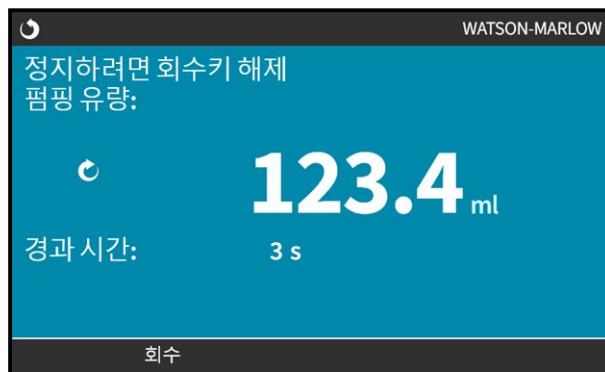 WATSON-MARLOW
정지하려면 회수키 해제
펌핑 유량:
123.4 ml
경과 시간: 3 s
회수